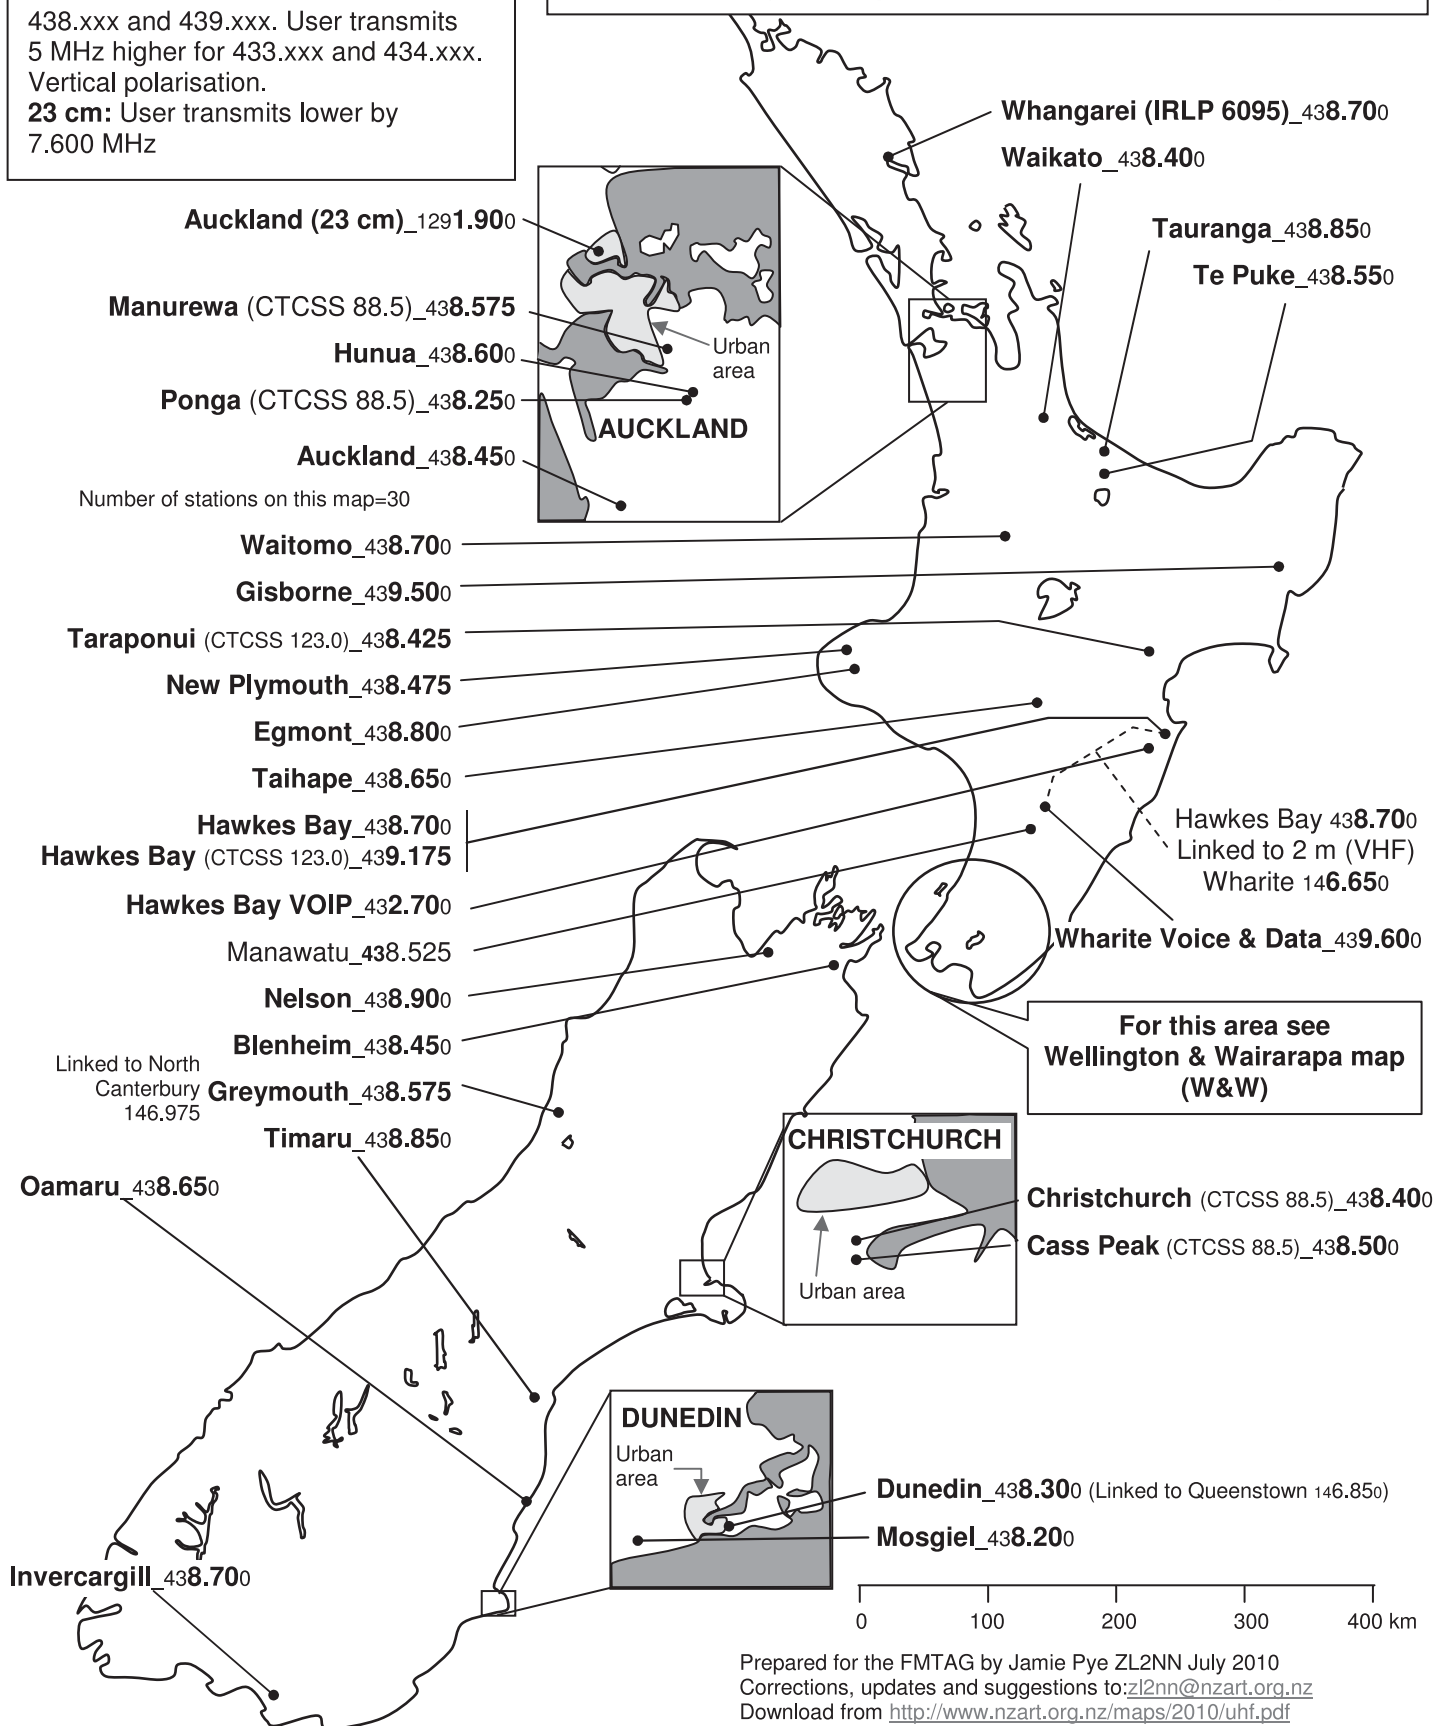 438.xxx and 439.xxx. User transmits
5 MHz higher for 433.xxx and 434.xxx.
Vertical polarisation.
23 cm: User transmits lower by
7.600 MHz
Whangarei (IRLP 6095)_438.700
Waikato_438.400
Tauranga_438.850
Te Puke_438.550
Auckland (23 cm)_1291.900
Manurewa (CTCSS 88.5)_438.575
Hunua_438.600
Ponga (CTCSS 88.5)_438.250
Auckland_438.450
Urban
area
AUCKLAND
Number of stations on this map=30
Waitomo_438.700
Gisborne_439.500
Taraponui (CTCSS 123.0)_438.425
New Plymouth_438.475
Egmont_438.800
Taihape_438.650
Hawkes Bay_438.700
Hawkes Bay (CTCSS 123.0)_439.175
Hawkes Bay VOIP_432.700
Manawatu_438.525
Nelson_438.900
Blenheim_438.450
Hawkes Bay 438.700
Linked to 2 m (VHF)
Wharite 146.650
Wharite Voice & Data_439.600
For this area see
Wellington & Wairarapa map
(W&W)
Linked to North
Canterbury
146.975
Greymouth_438.575
Timaru_438.850
Oamaru_438.650
CHRISTCHURCH
Urban area
Christchurch (CTCSS 88.5)_438.400
Cass Peak (CTCSS 88.5)_438.500
DUNEDIN
Urban
area
Dunedin_438.300 (Linked to Queenstown 146.850)
Mosgiel_438.200
Invercargill_438.700
0 100 200 300 400 km
Prepared for the FMTAG by Jamie Pye ZL2NN July 2010
Corrections, updates and suggestions to:zl2nn@nzart.org.nz
Download from http://www.nzart.org.nz/maps/2010/uhf.pdf